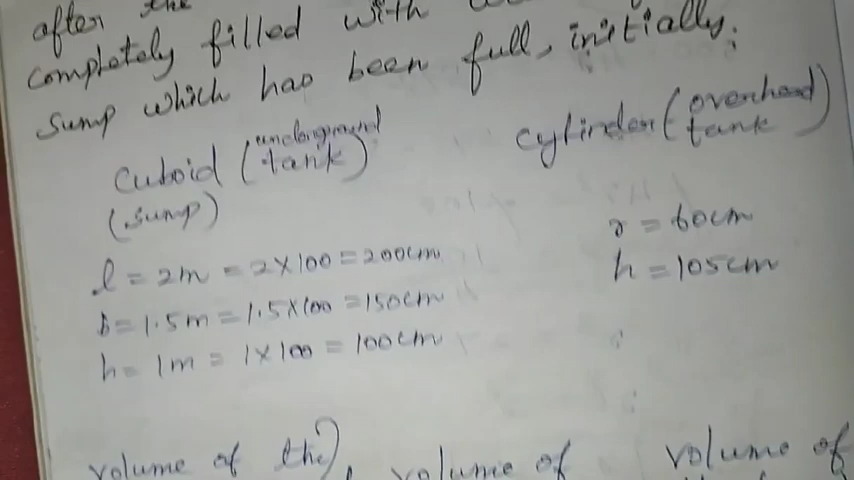 after the
completely filled with
sump which has been full, initially.
cuboid (underground tank)
(sump)
l = 2m = 2×100 = 200cm
b = 1.5m = 1.5×100 = 150cm
h = 1m = 1×100 = 100cm
cylinder (overhead tank)
r = 60cm
h = 105cm
volume of the)
volume of
volume of